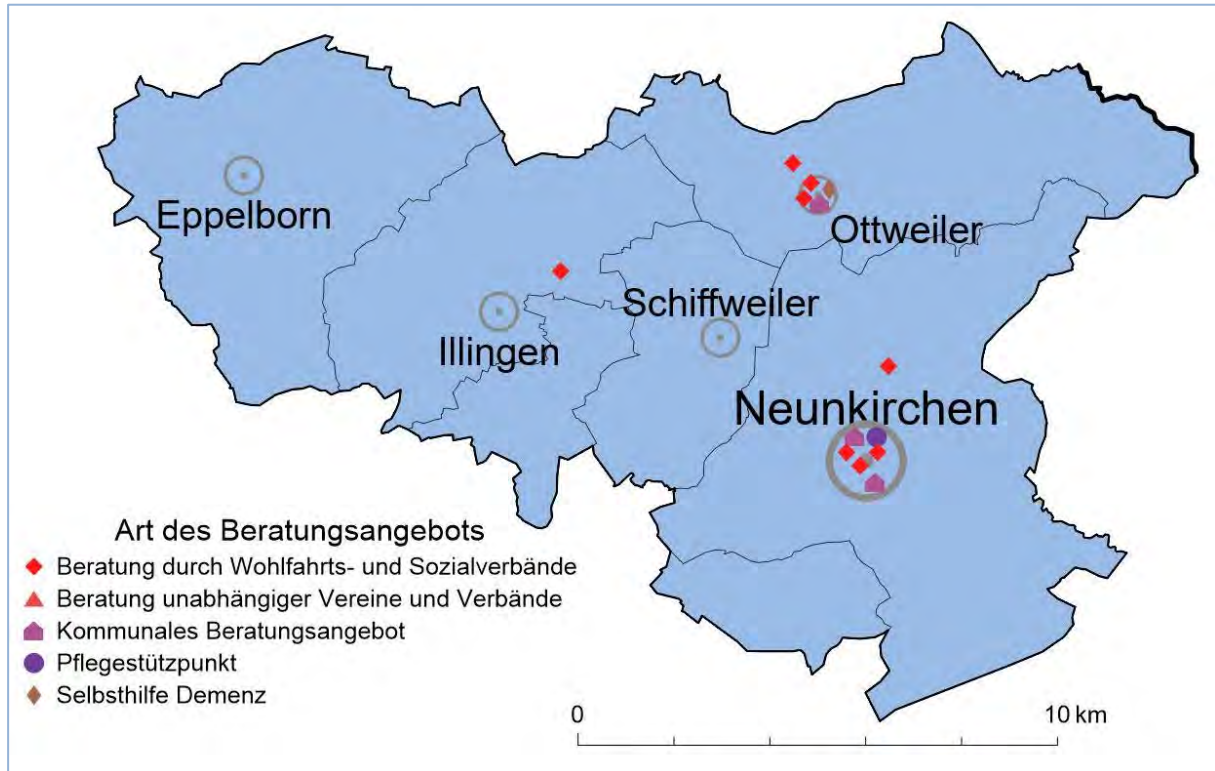 Eppelborn
Ottweiler
Schiffweiler
Illingen
Neunkirchen
Art des Beratungsangebots
Beratung durch Wohlfahrts- und Sozialverbände
Beratung unabhängiger Vereine und Verbände
Kommunales Beratungsangebot
Pflegestützpunkt
Selbsthilfe Demenz
0 10 km